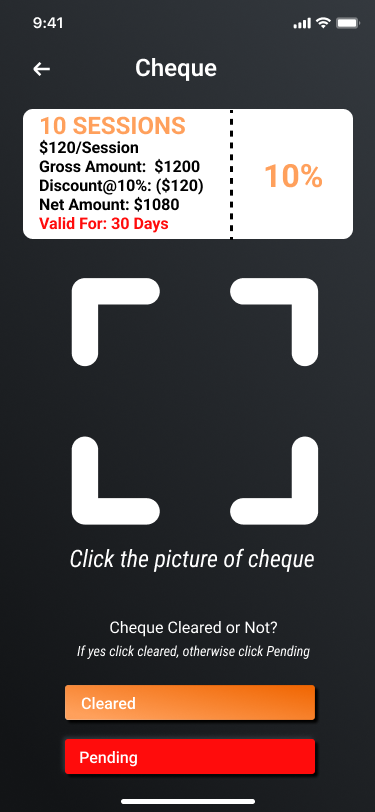 9:41
Cheque
10 SESSIONS
$120/Session
Gross Amount:  $1200
Discount@10%: ($120)
Net Amount: $1080
Valid For: 30 Days
10%
Click the picture of cheque
Cheque Cleared or Not?
If yes click cleared, otherwise click Pending
Cleared
Pending